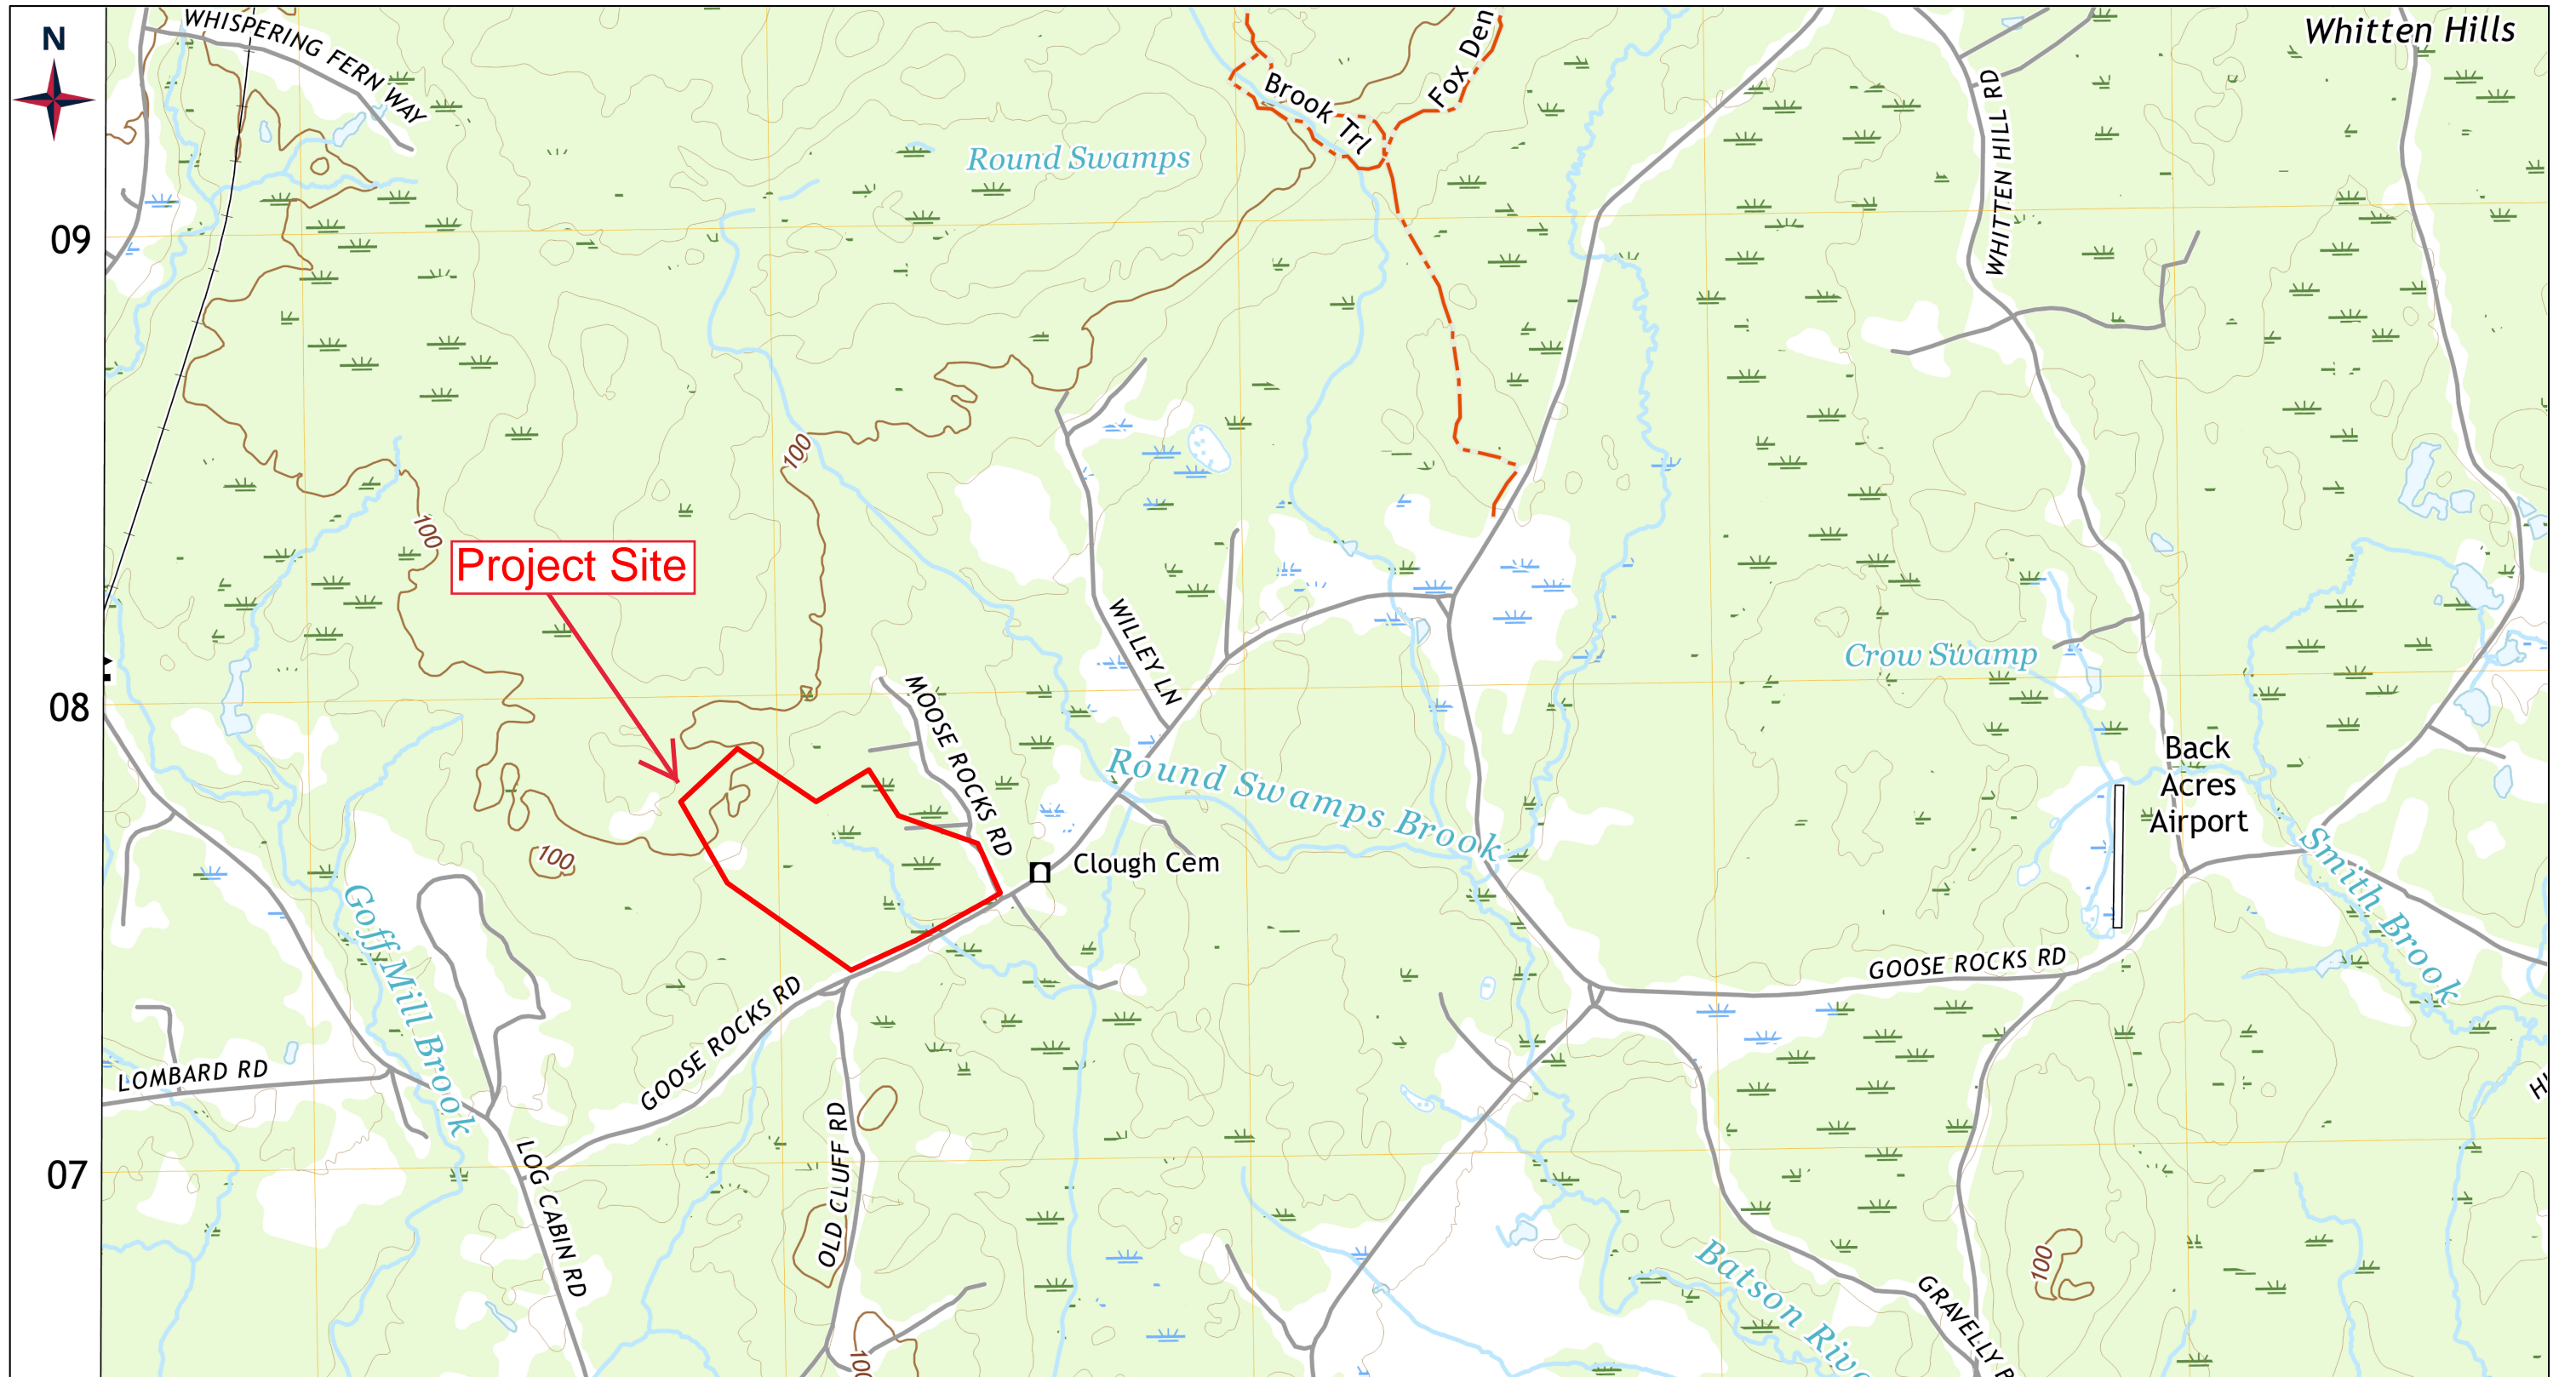 N
WHISPERING FERN WAY
Whitten Hills
Brook Trl
Fox Den
WHITTEN HILL RD
Round Swamps
09
100
100
Project Site
WILLEY LN
MOOSE ROCKS RD
Crow Swamp
08
Back
Acres
Airport
Round Swamps Brook
100
Clough Cem
Goff Mill Brook
Smith Brook
GOOSE ROCKS RD
GOOSE ROCKS RD
LOMBARD RD
OLD CLUFF RD
LOG CABIN RD
07
100
Batson
GRAVELLY
100